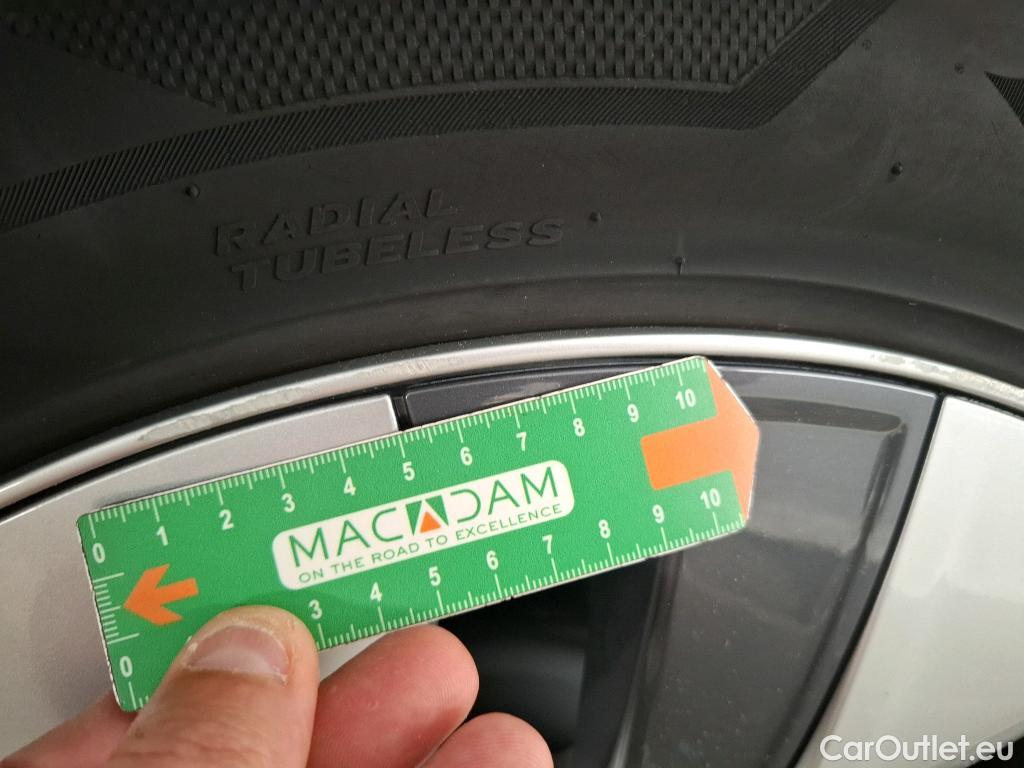 RADIAL
TUBELESS
0 1 2 3 4 5 6 7 8 9 10
MACADAM
ON THE ROAD TO EXCELLENCE
0 3 4 5 6 7 8 9 10
CarOutlet.eu